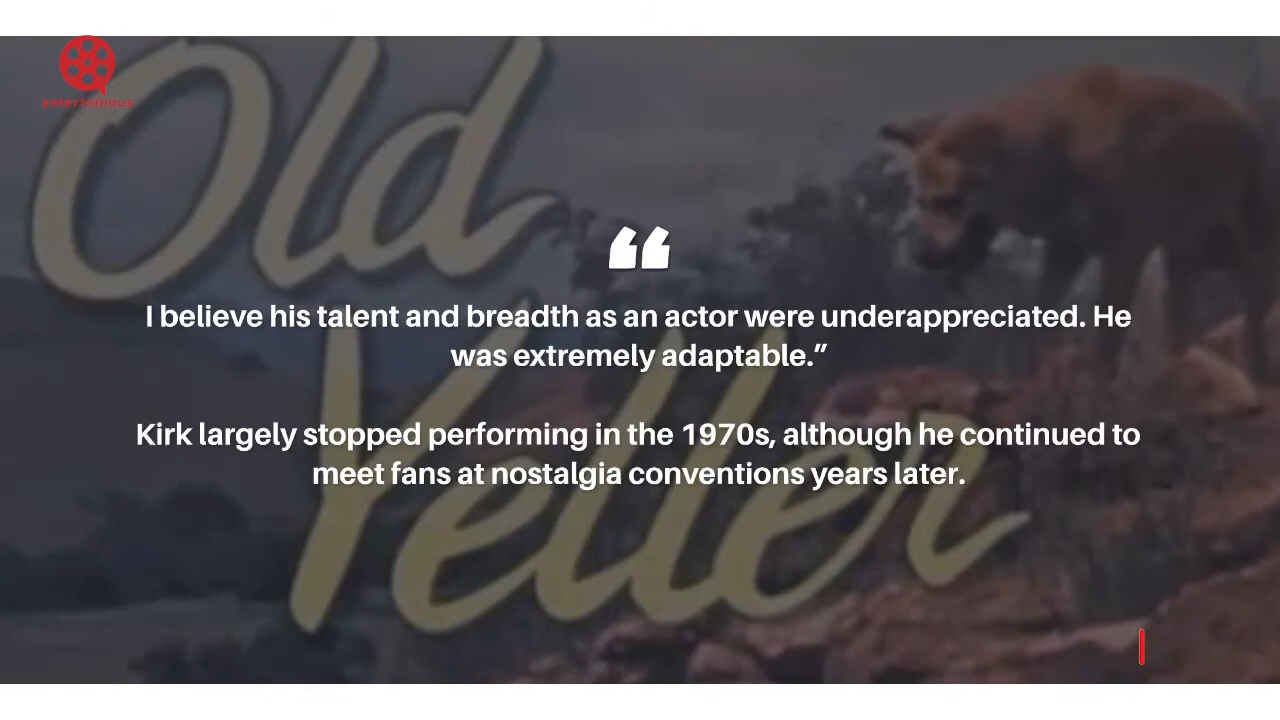 Old
Yeller
entertainous
“
I believe his talent and breadth as an actor were underappreciated. He
was extremely adaptable.”
Kirk largely stopped performing in the 1970s, although he continued to
meet fans at nostalgia conventions years later.